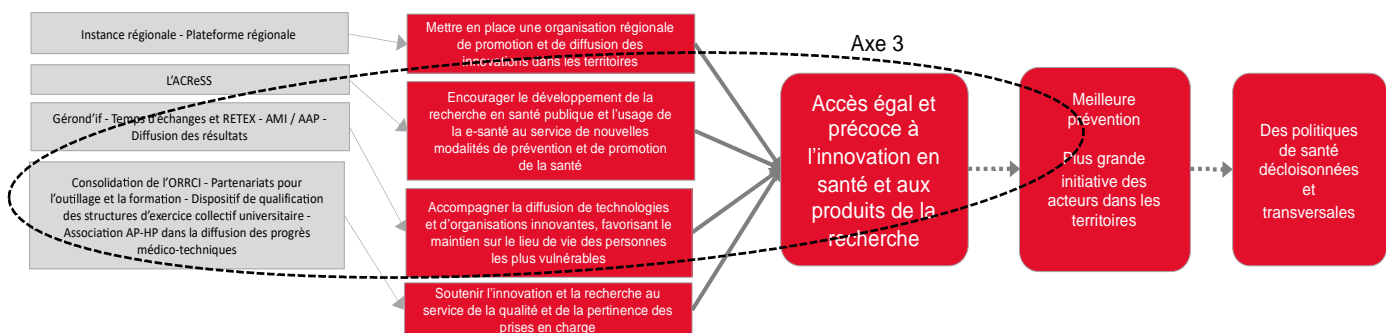 Instance régionale - Plateforme régionale
L'ACReSS
Gérond'if - Temps d'échanges et RETEX - AMI / AAP -
Diffusion des résultats
Consolidation de l'ORRCI - Partenariats pour
l'outillage et la formation - Dispositif de qualification
des structures d'exercice collectif universitaire -
Association AP-HP dans la diffusion des progrès
médico-techniques
Mettre en place une organisation régionale
de promotion et de diffusion des
innovations dans les territoires
Encourager le développement de la
recherche en santé publique et l'usage de
la e-santé au service de nouvelles
modalités de prévention et de promotion
de la santé
Accompagner la diffusion de technologies
et d'organisations innovantes, favorisant le
maintien sur le lieu de vie des personnes
les plus vulnérables
Soutenir l'innovation et la recherche au
service de la qualité et de la pertinence des
prises en charge
Axe 3
Accès égal et
précoce à
l'innovation en
santé et aux
produits de la
recherche
Meilleure
prévention
Plus grande
initiative des
acteurs dans les
territoires
Des politiques
de santé
décloisonnées
et
transversales